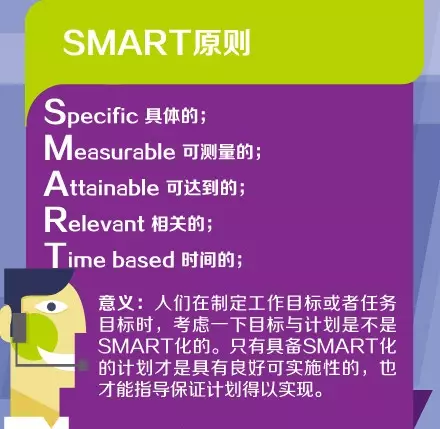 SMART原则
Specific 具体的;
Measurable 可测量的;
Attainable 可达到的;
Relevant 相关的;
Time based 时间的;
意义：人们在制定工作目标或者任务
目标时，考虑一下目标与计划是不是
SMART化的。只有具备SMART化
的计划才是具有良好可实施性的，也
才能指导保证计划得以实现。